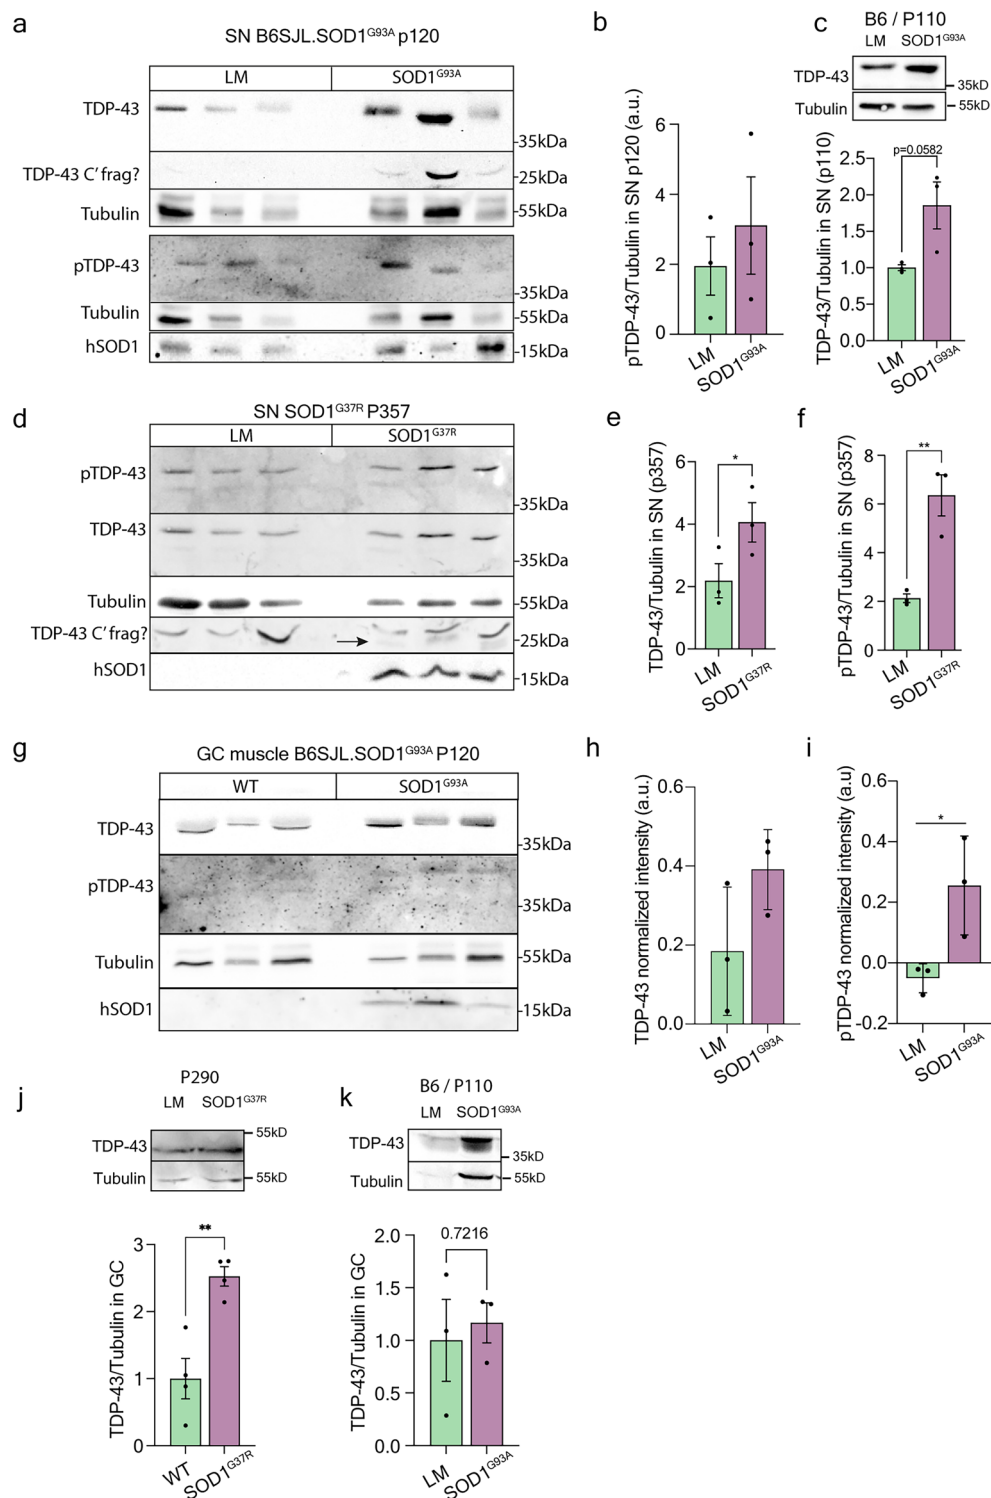 a
SN B6SJL.SOD1G93A p120
LM SOD1G93A
TDP-43
-35kDa
TDP-43 C'frag?
-25kDa
Tubulin
-55kDa
pTDP-43
-35kDa
Tubulin
-55kDa
hSOD1
-15kDa
b
pTDP-43/Tubulin in SN p120 (a.u.)
6
4
2
0
LM
SOD1G93A
c
B6 / P110
LM SOD1G93A
TDP-43
35kD
Tubulin
55kD
p=0.0582
TDP-43/Tubulin in SN (p110)
2.5
2.0
1.5
1.0
0.5
0.0
LM
SOD1G93A
d
SN SOD1G37R P357
LM SOD1G37R
pTDP-43
-35kDa
TDP-43
-35kDa
Tubulin
-55kDa
TDP-43 C'frag?
-25kDa
hSOD1
-15kDa
e
TDP-43/Tubulin in SN (p357)
*
6
4
2
0
LM
SOD1G37R
f
pTDP-43/Tubulin in SN (p357)
**
8
6
4
2
0
LM
SOD1G37R
g
GC muscle B6SJL.SOD1G93A P120
WT SOD1G93A
TDP-43
-35kDa
pTDP-43
-35kDa
Tubulin
-55kDa
hSOD1
-15kDa
h
TDP-43 normalized intensity (a.u.)
0.6
0.4
0.2
0.0
LM
SOD1G93A
i
pTDP-43 normalized intensity (a.u)
*
0.6
0.4
0.2
0.0
-0.2
LM
SOD1G93A
j
P290
LM SOD1G37R
TDP-43
55kD
Tubulin
55kD
**
TDP-43/Tubulin in GC
3
2
1
0
WT
SOD1G37R
k
B6 / P110
LM SOD1G93A
TDP-43
35kD
Tubulin
55kD
0.7216
TDP-43/Tubulin in GC
2.0
1.5
1.0
0.5
0.0
LM
SOD1G93A